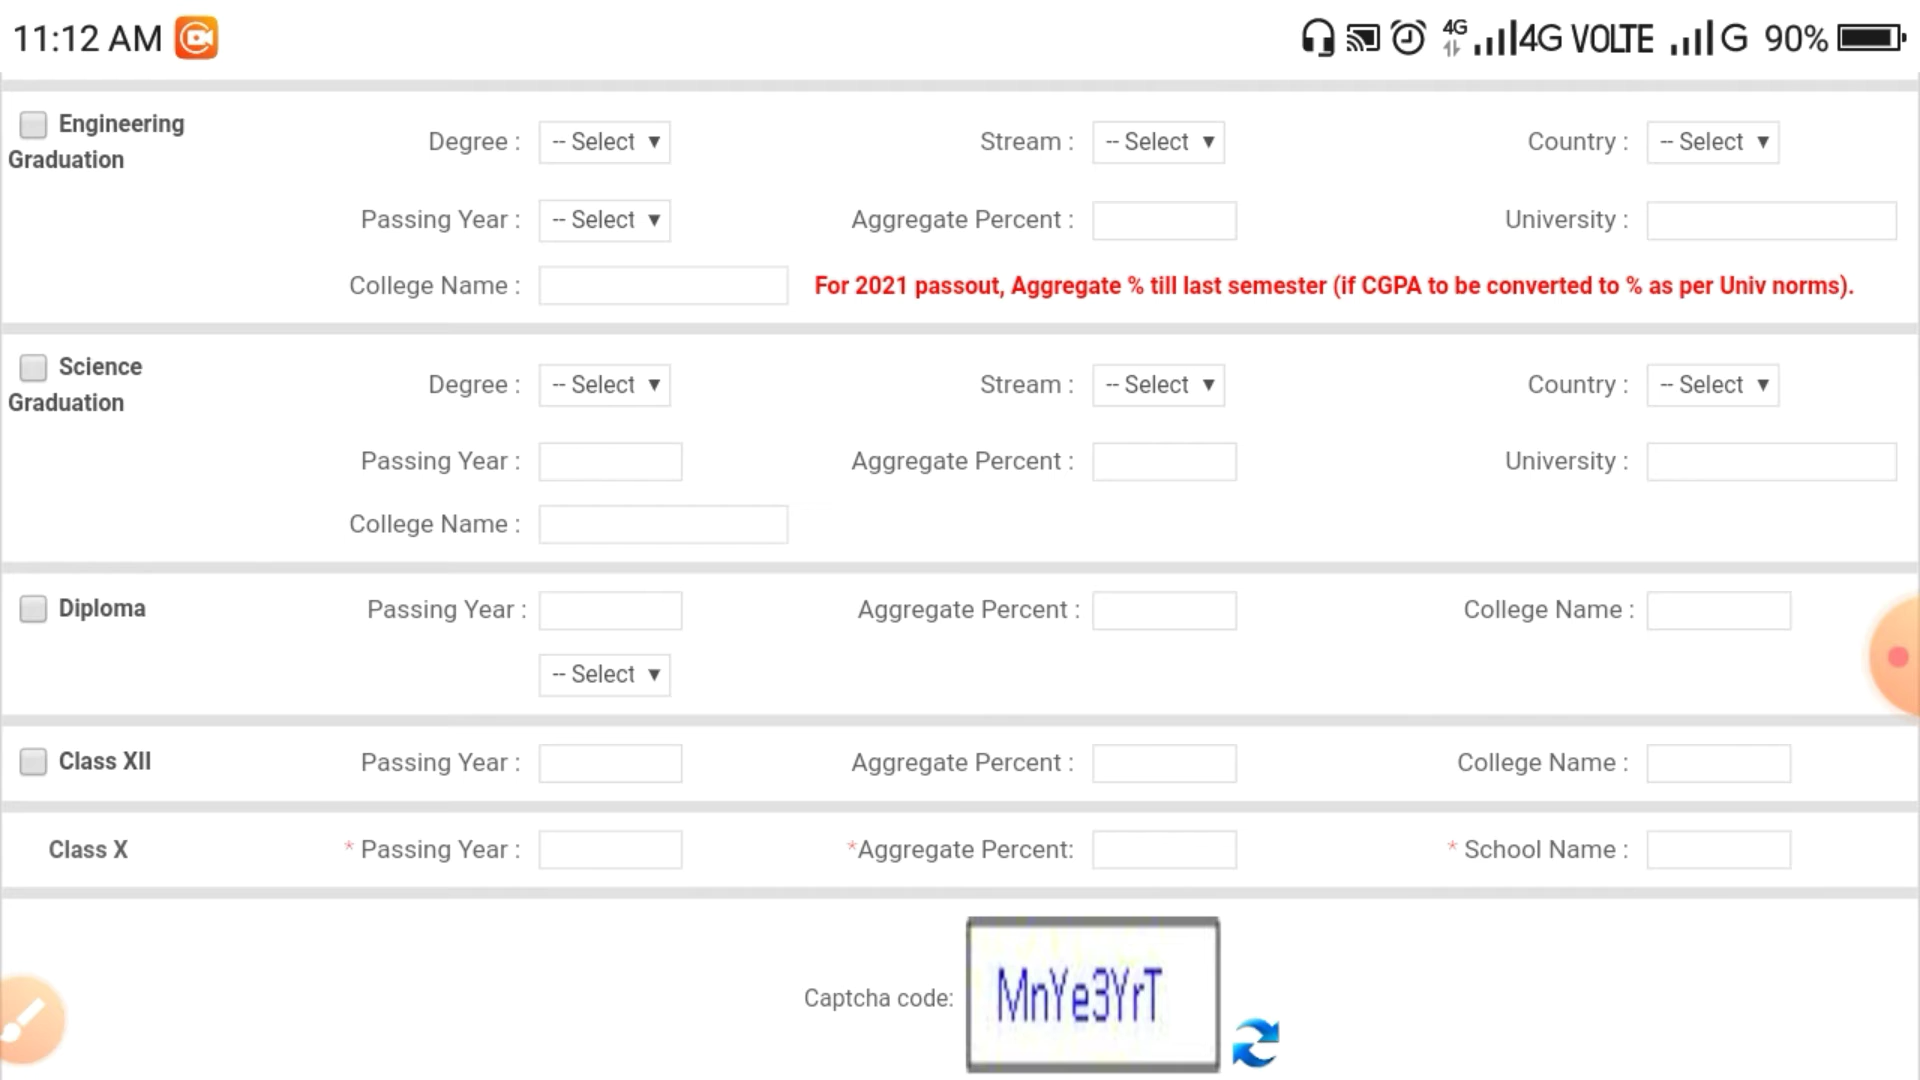 11:12 AM 4G 4G VOLTE G 90%
Engineering Graduation
Degree : -- Select Stream : -- Select Country : -- Select
Passing Year : -- Select Aggregate Percent : University :
College Name : For 2021 passout, Aggregate % till last semester (if CGPA to be converted to % as per Univ norms).
Science Graduation
Degree : -- Select Stream : -- Select Country : -- Select
Passing Year : Aggregate Percent : University :
College Name :
Diploma Passing Year : Aggregate Percent : College Name :
-- Select
Class XII Passing Year : Aggregate Percent : College Name :
Class X * Passing Year : *Aggregate Percent: * School Name :
Captcha code: MnYe3YrT